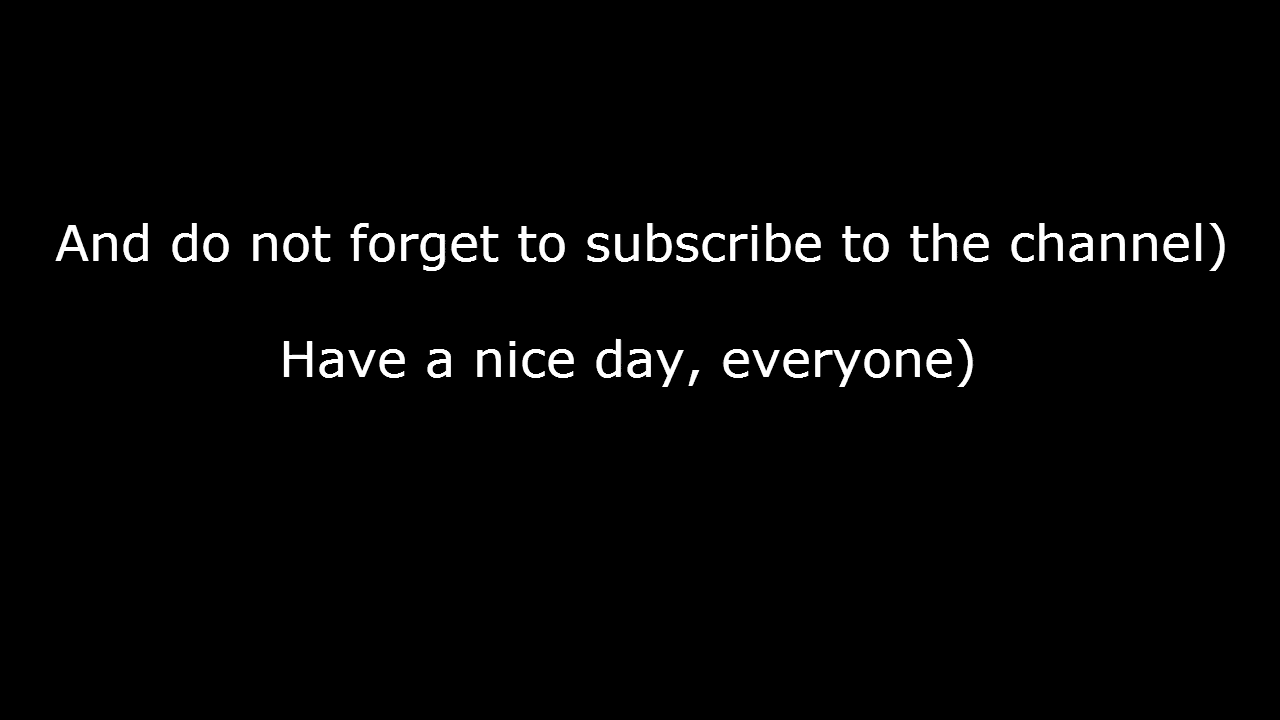 And do not forget to subscribe to the channel)
Have a nice day, everyone)